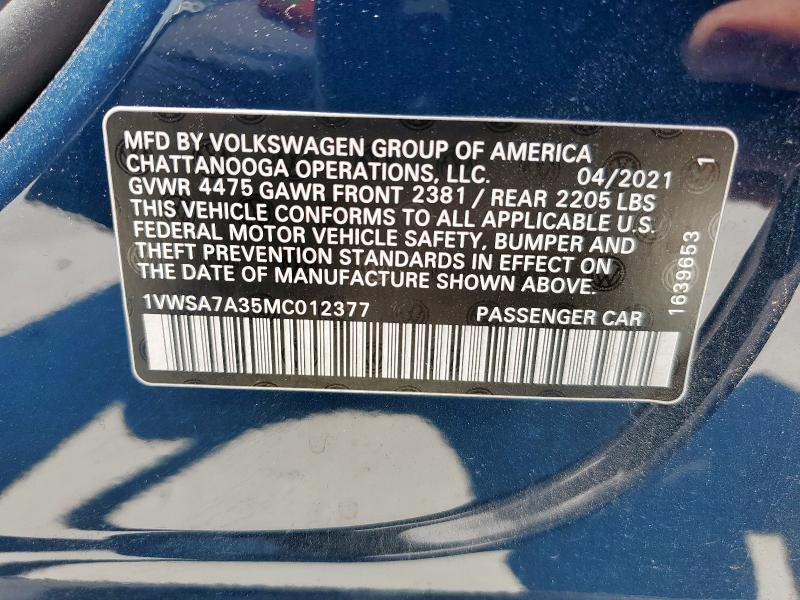 MFD BY VOLKSWAGEN GROUP OF AMERICA
CHATTANOOGA OPERATIONS, LLC. 04/2021
GVWR 4475 GAWR FRONT 2381 / REAR 2205 LBS
THIS VEHICLE CONFORMS TO ALL APPLICABLE U.S.
FEDERAL MOTOR VEHICLE SAFETY, BUMPER AND
THEFT PREVENTION STANDARDS IN EFFECT ON
THE DATE OF MANUFACTURE SHOWN ABOVE.
1VWSA7A35MC012377 PASSENGER CAR
1639653 1